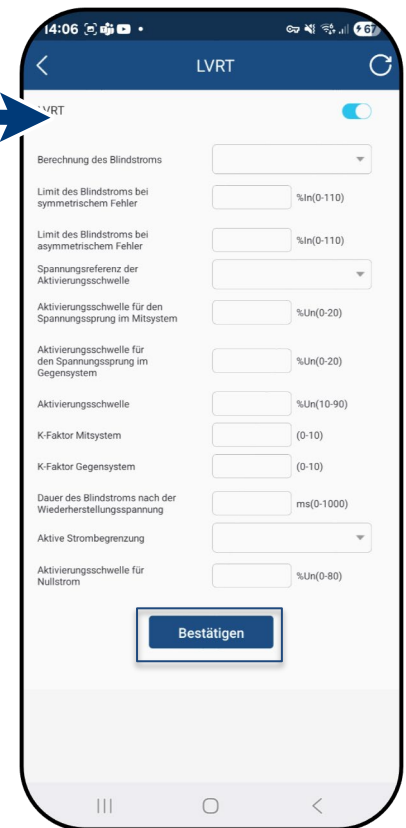 14:06
67
LVRT
LVRT
Berechnung des Blindstroms
Limit des Blindstroms bei
symmetrischem Fehler
%In(0-110)
Limit des Blindstroms bei
asymmetrischem Fehler
%In(0-110)
Spannungsreferenz der
Aktivierungsschwelle
Aktivierungsschwelle für den
Spannungssprung im Mitsystem
%Un(0-20)
Aktivierungsschwelle für
den Spannungssprung im
Gegensystem
%Un(0-20)
Aktivierungsschwelle
%Un(10-90)
K-Faktor Mitsystem
(0-10)
K-Faktor Gegensystem
(0-10)
Dauer des Blindstroms nach der
Wiederherstellungsspannung
ms(0-1000)
Aktive Strombegrenzung
Aktivierungsschwelle für
Nullstrom
%Un(0-80)
Bestätigen